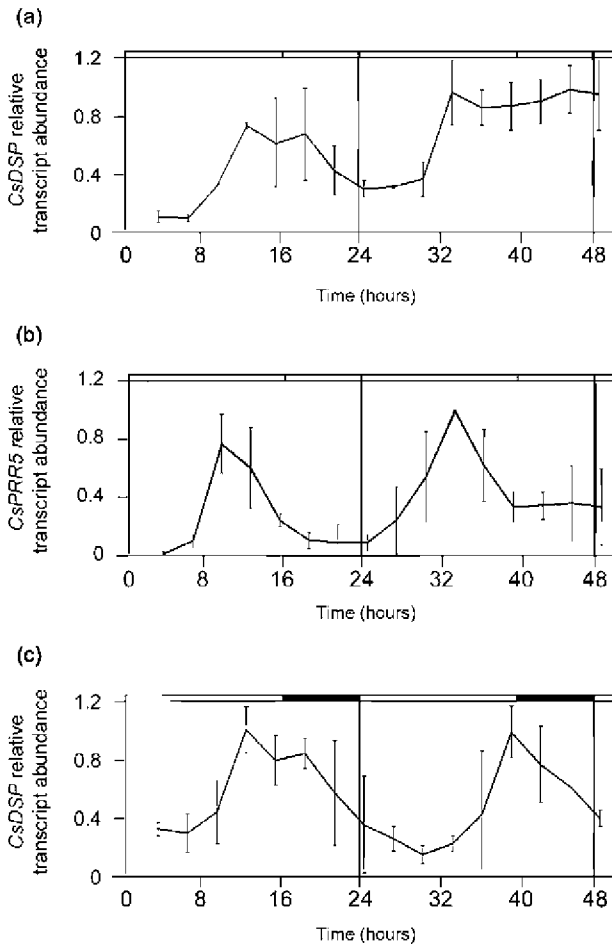 (a)
CsDSP relative
transcript abundance
1.2
0.8
0.4
0
0 8 16 24 32 40 48
Time (hours)
(b)
CsPRR5 relative
transcript abundance
1.2
0.8
0.4
0
0 8 16 24 32 40 48
Time (hours)
(c)
CsDSP relative
transcript abundance
1.2
0.8
0.4
0
0 8 16 24 32 40 48
Time (hours)